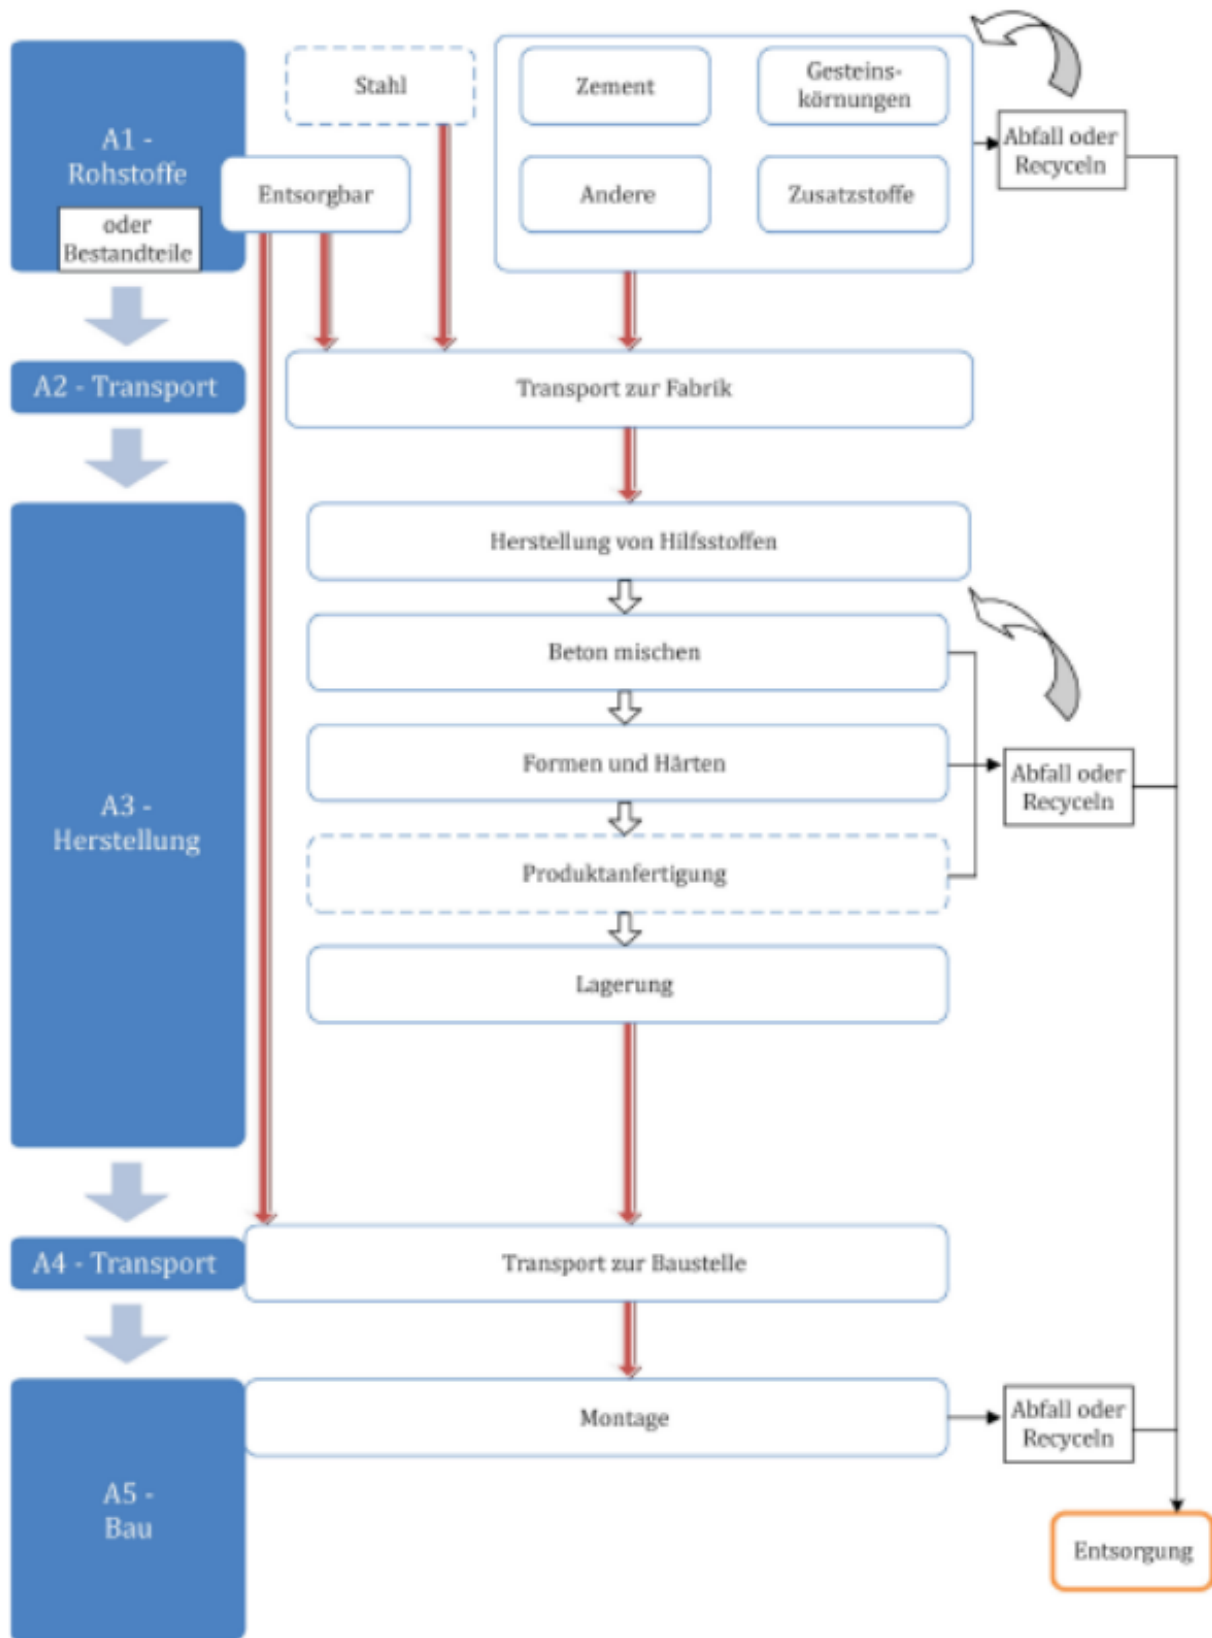 A1 -
Rohstoffe
oder
Bestandteile
Stahl
Entsorgbar
Zement
Gesteins-
körnungen
Andere
Zusatzstoffe
Abfall oder
Recyceln
A2 - Transport
Transport zur Fabrik
A3 -
Herstellung
Herstellung von Hilfsstoffen
Beton mischen
Formen und Härten
Produktanfertigung
Lagerung
Abfall oder
Recyceln
A4 - Transport
Transport zur Baustelle
A5 -
Bau
Montage
Abfall oder
Recyceln
Entsorgung